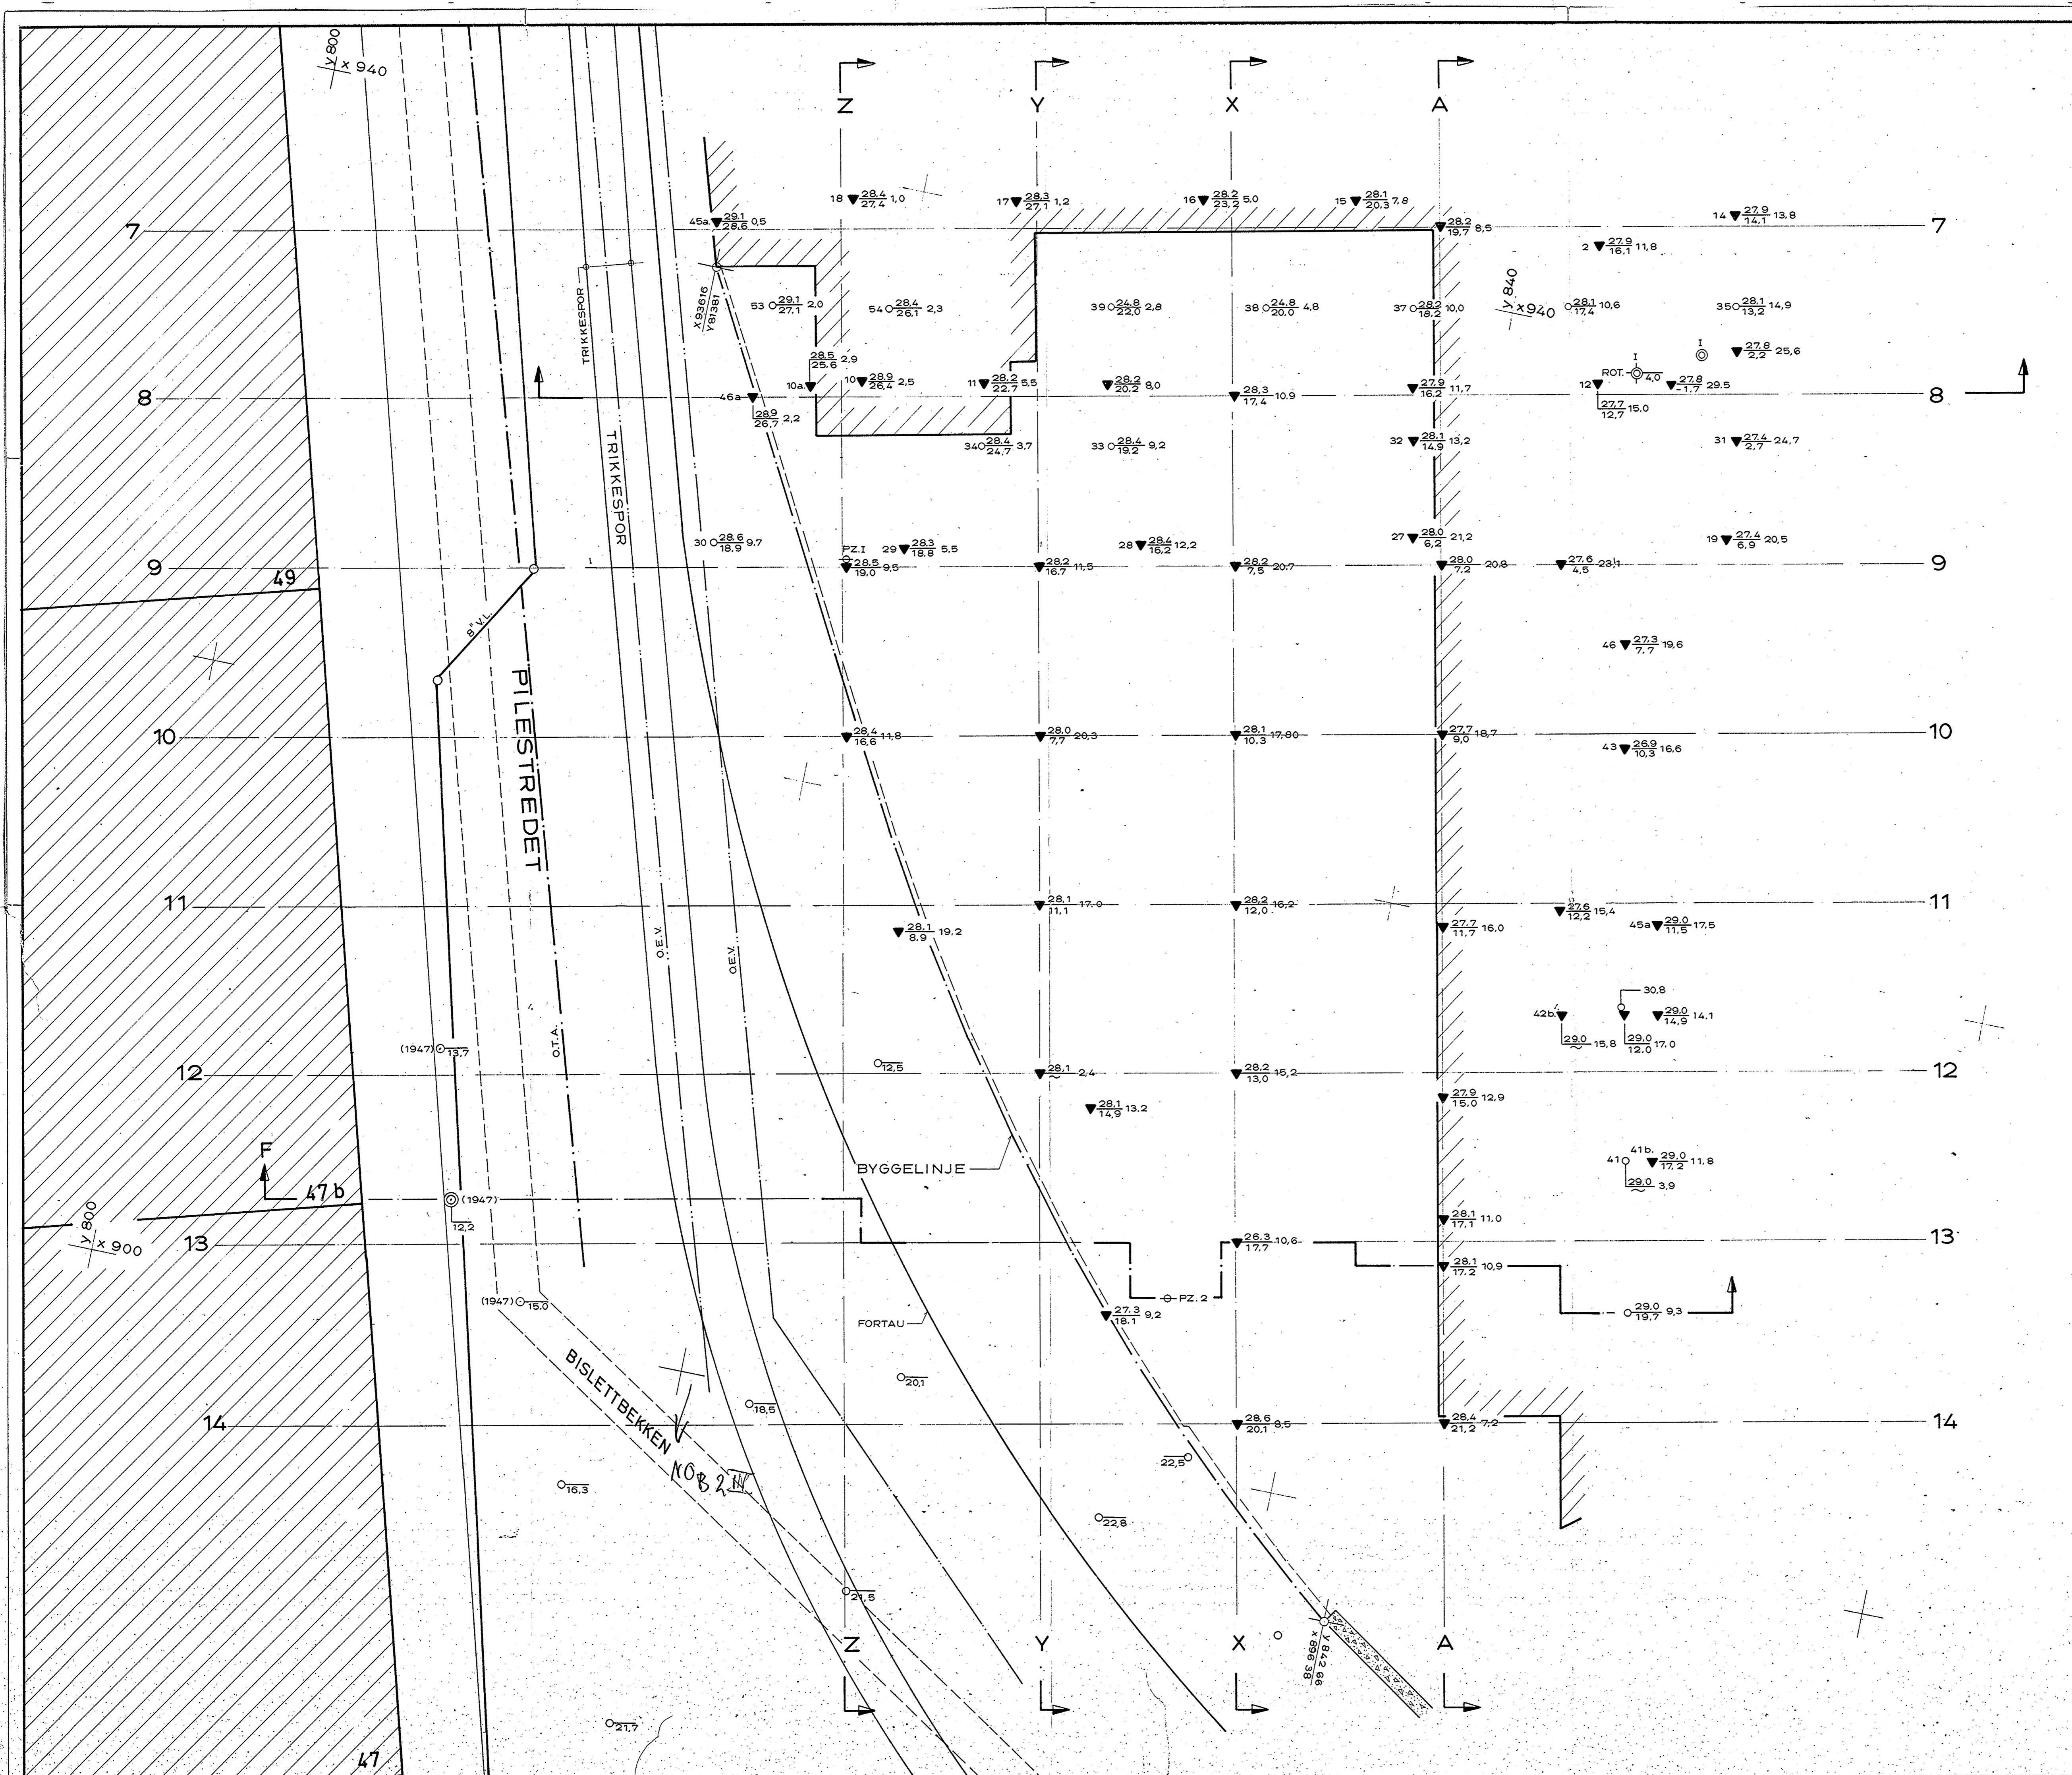 y 800
x 940
Z
Y
X
A
18 28.4 27,4 1,0
17 28.3 27,1 1,2
16 28.2 23,2 5.0
15 28.1 20.3 7,8
14 27.9 14.1 13.8
45a 29.1 28.6 0,5
7
28.2 19,7 8,5
7
2 27.9 16,1 11,8
X93616
Y81381
TRIKKESPOR
53 29.1 27.1 2,0
54 28.4 26.1 2,3
39 24.8 22,0 2,8
38 24.8 20.0 4,8
37 28.2 18,2 10,0
y 840
x 940
28.1 17.4 10,6
35 28.1 13,2 14,9
28.5 25.6 2,9
10a
10 28.9 26,4 2,5
11 28.2 22.7 5.5
28.2 20.2 8,0
28.3 17.4 10.9
27.9 16.2 11,7
I
ROT. 4,0
I
27.8 2,2 25,6
12
27.8 -1.7 29.5
27.7 12,7 15.0
8
8
46a 28.9 26.7 2,2
TRIKKESPOR
34 28.4 24,7 3,7
33 28.4 19.2 9,2
32 28.1 14,9 13,2
31 27.4 2,7 24,7
30 28.6 18,9 9.7
PZ.I
29 28.3 18.8 5.5
28 28.4 16,2 12,2
27 28.0 6,2 21,2
19 27.4 6,9 20,5
9
28.5 19,0 9,5
28.2 16.7 11,5
28.2 7,5 20.7
28.0 7.2 20.8
27.6 4.5 23,1
9
49
8" V.L.
46 27.3 7.7 19,6
PILESTREDET
10
28.4 16,6 11,8
28.0 7,7 20,3
28.1 10.3 17,80
27.7 9,0 18,7
43 26.9 10,3 16.6
10
11
28.1 11,1 17.0
28.2 12,0 16,2
27.6 12,2 15,4
11
28.1 8.9 19.2
27.7 11,7 16.0
45a 29.0 11,5 17,5
O.E.V.
O.E.V.
30,8
42b.
29.0 15,8
29.0 12.0 17.0
29.0 14,9 14.1
O.T.A.
(1947) 13,7
12,5
12
28.1 2,4
28.2 13,0 15,2
12
28.1 14,9 13.2
27.9 15,0 12,9
F
BYGGELINJE
41b.
41
29.0 17,2 11,8
29.0 3,9
47 b
(1947)
12,2
y 800
x 900
28.1 17.1 11,0
13
26.3 17.7 10,6
13
28.1 17.2 10,9
(1947) 15.0
PZ. 2
27.3 18.1 9,2
FORTAU
29.0 19.7 9,3
BISLETTBEKKEN
20,1
18,5
14
28.6 20,1 8,5
28.4 21,2 7,2
14
22,5
NOB 2 IV
16.3
22,8
21,5
Z
Y
X
A
y 842 66
x 896 38
21,7
47